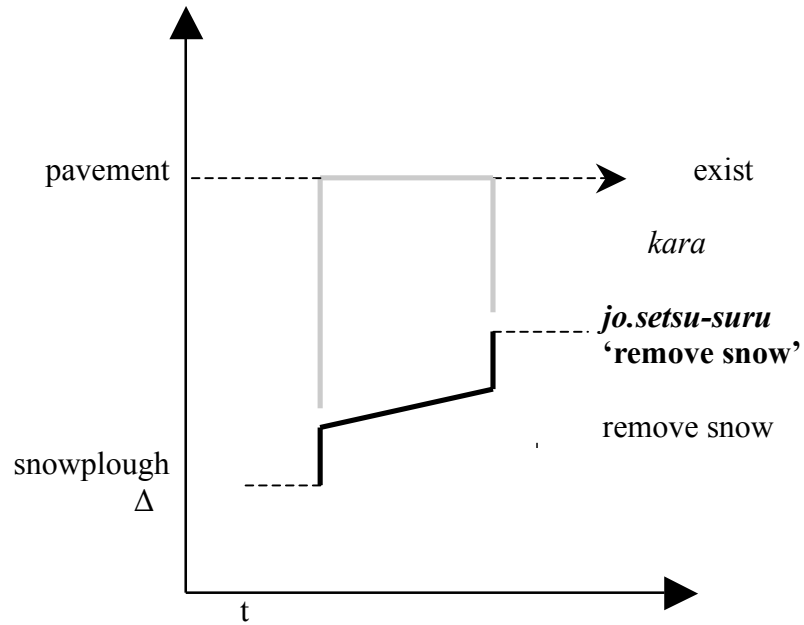 pavement
exist
kara
jo.setsu-suru
‘remove snow’
remove snow
snowplough
Δ
t